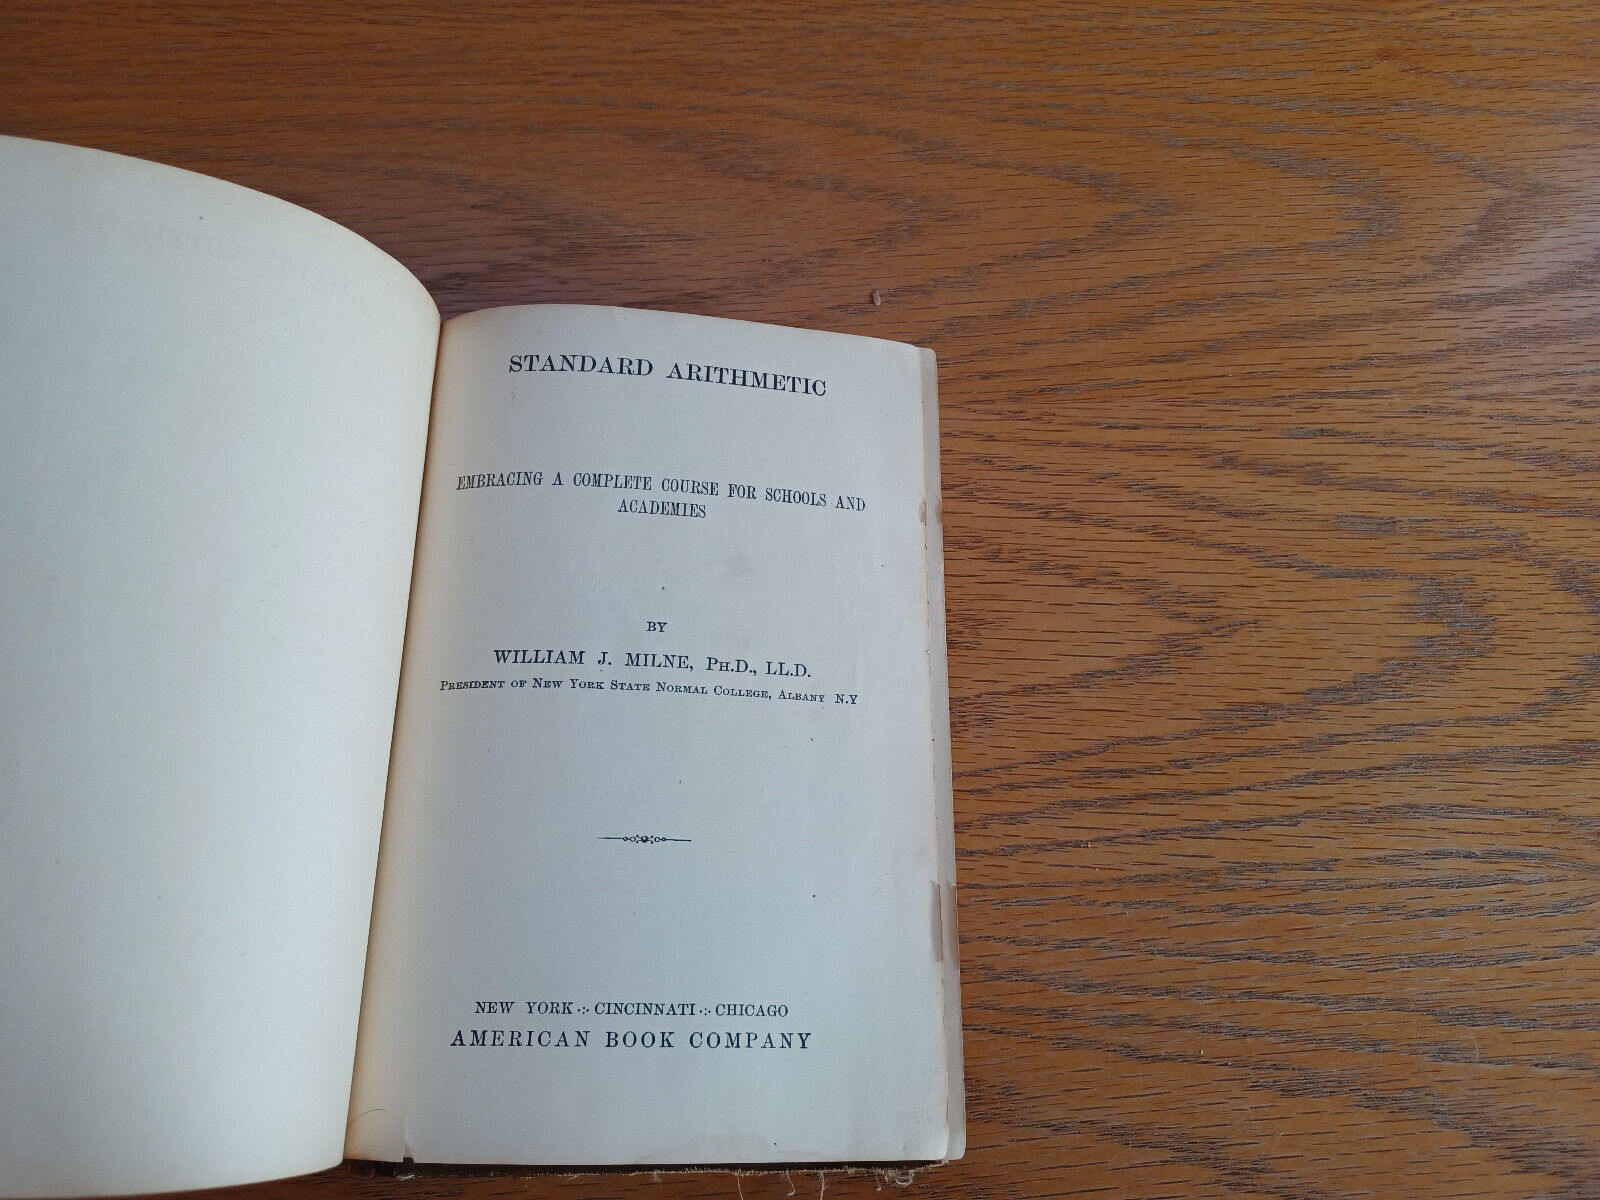 STANDARD ARITHMETIC
EMBRACING A COMPLETE COURSE FOR SCHOOLS AND
ACADEMIES
BY
WILLIAM J. MILNE, PH.D., LL.D.
PRESIDENT OF NEW YORK STATE NORMAL COLLEGE, ALBANY N.Y
NEW YORK ·:· CINCINNATI ·:· CHICAGO
AMERICAN BOOK COMPANY